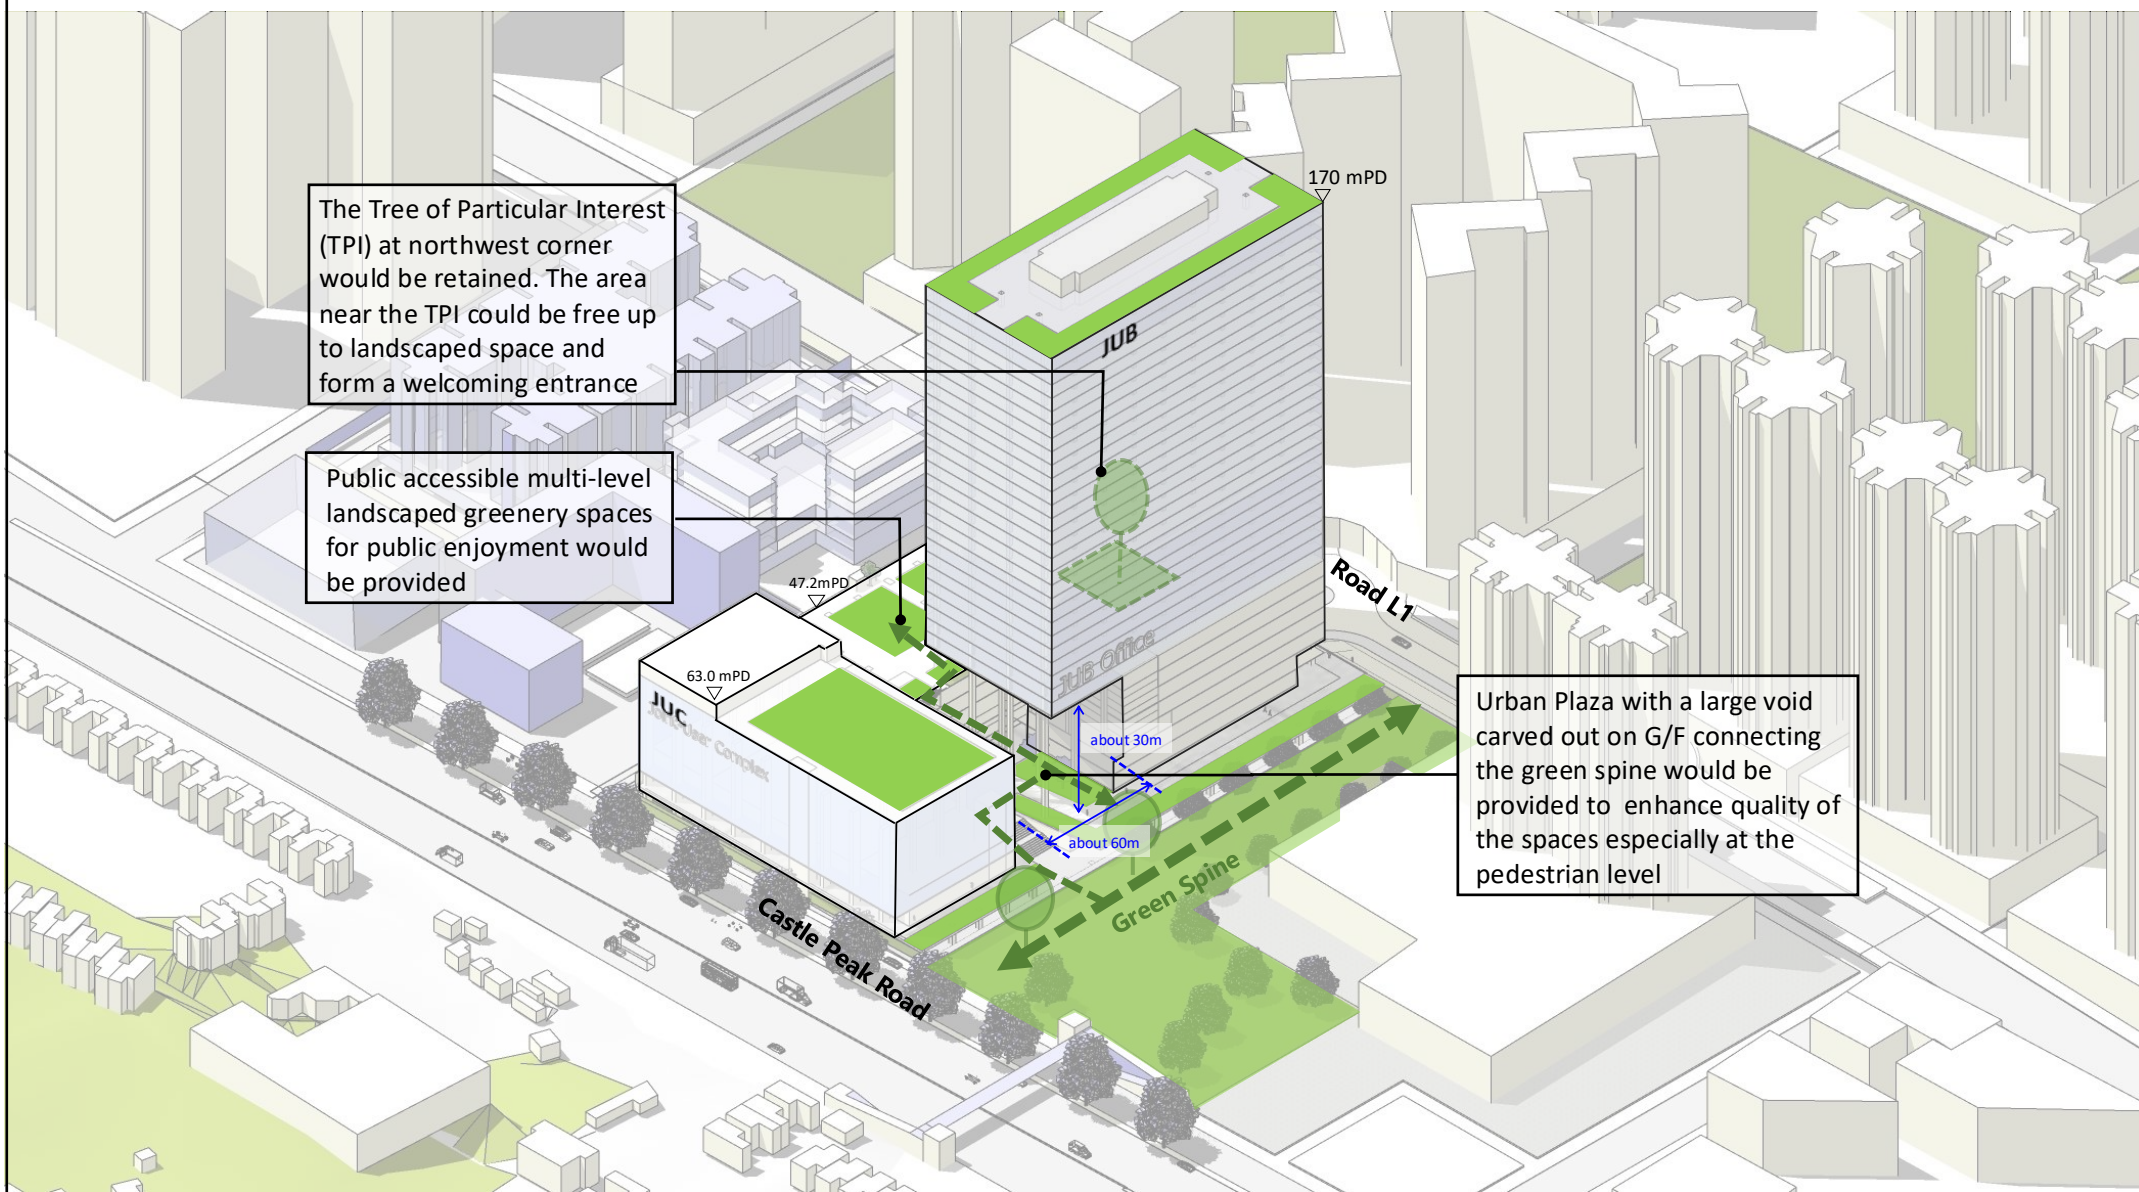 The Tree of Particular Interest
(TPI) at northwest corner
would be retained. The area
near the TPI could be free up
to landscaped space and
form a welcoming entrance
170 mPD
JUB
Public accessible multi-level
landscaped greenery spaces
for public enjoyment would
be provided
47.2mPD
Road L1
JUB Office
63.0 mPD
JUC
Joint-User Complex
about 30m
about 60m
Urban Plaza with a large void
carved out on G/F connecting
the green spine would be
provided to enhance quality of
the spaces especially at the
pedestrian level
Green Spine
Castle Peak Road